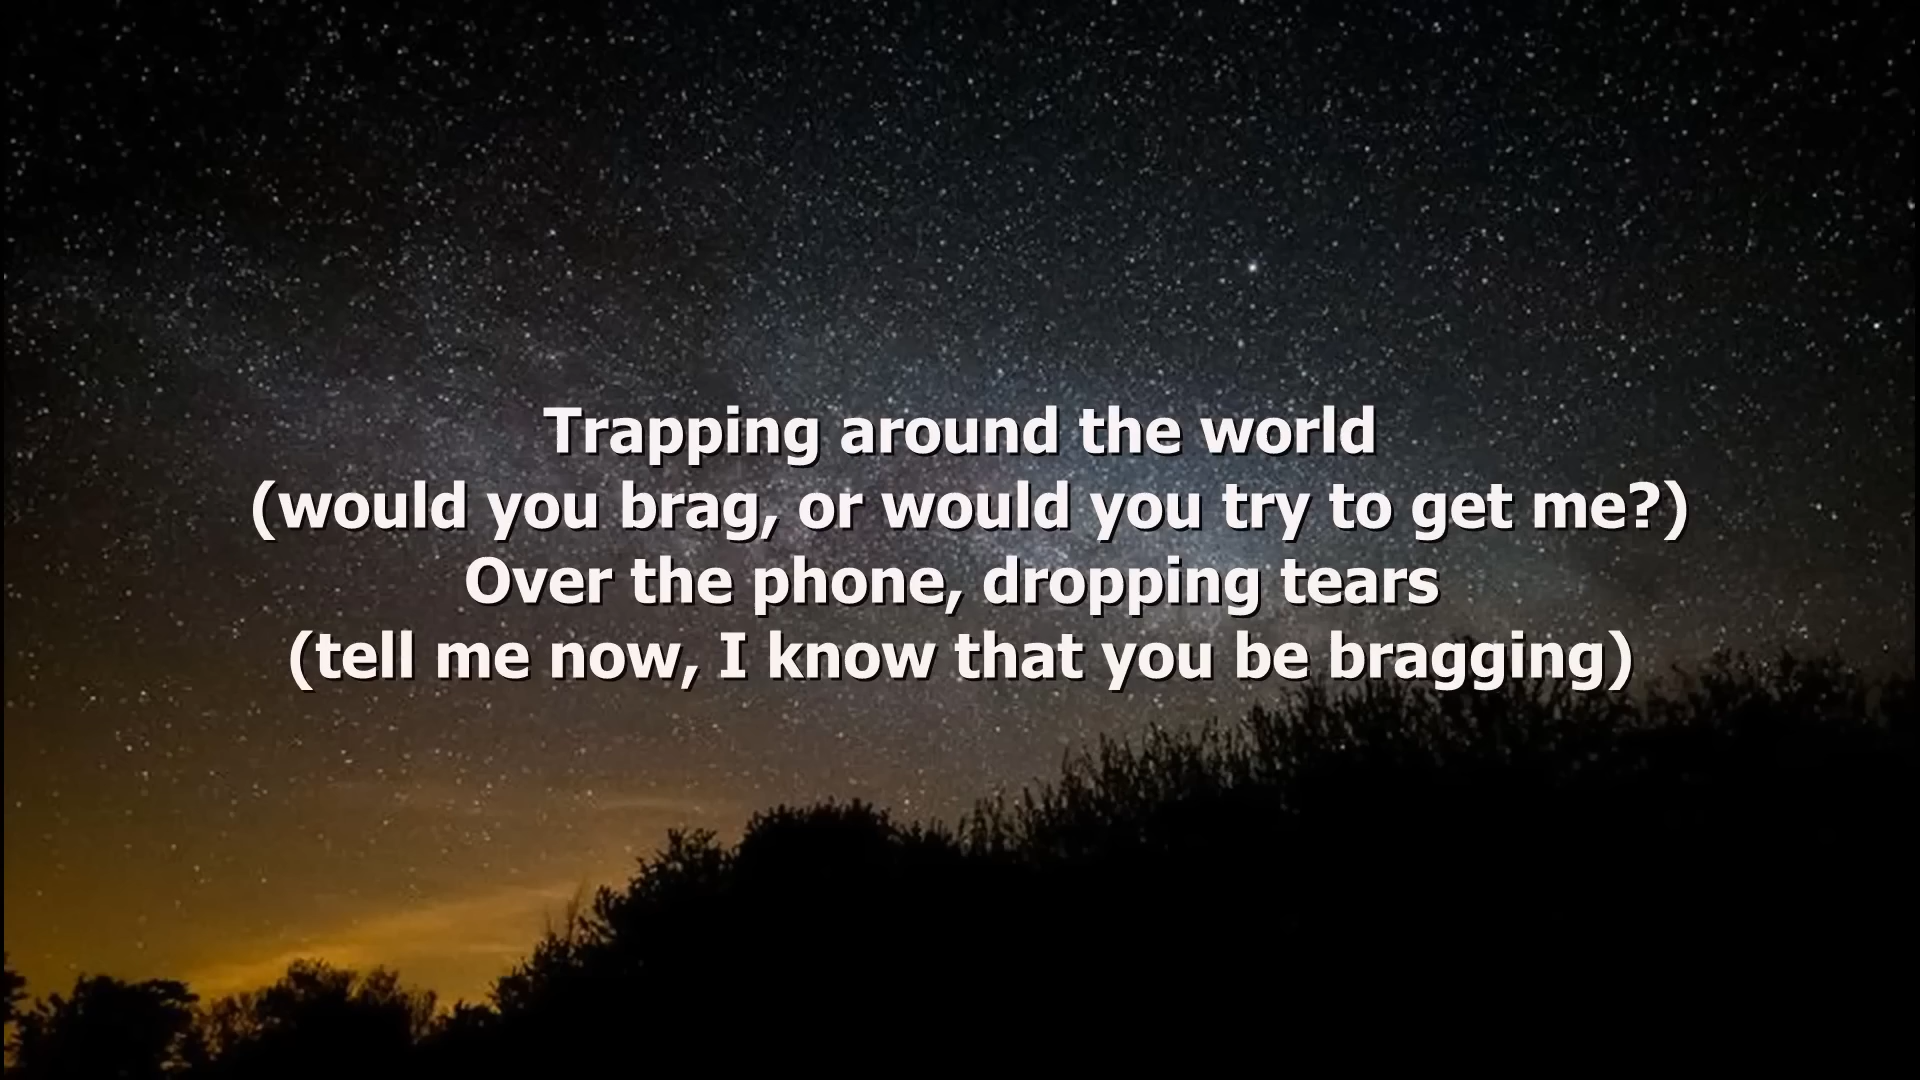 Trapping around the world
(would you brag, or would you try to get me?)
Over the phone, dropping tears
(tell me now, I know that you be bragging)